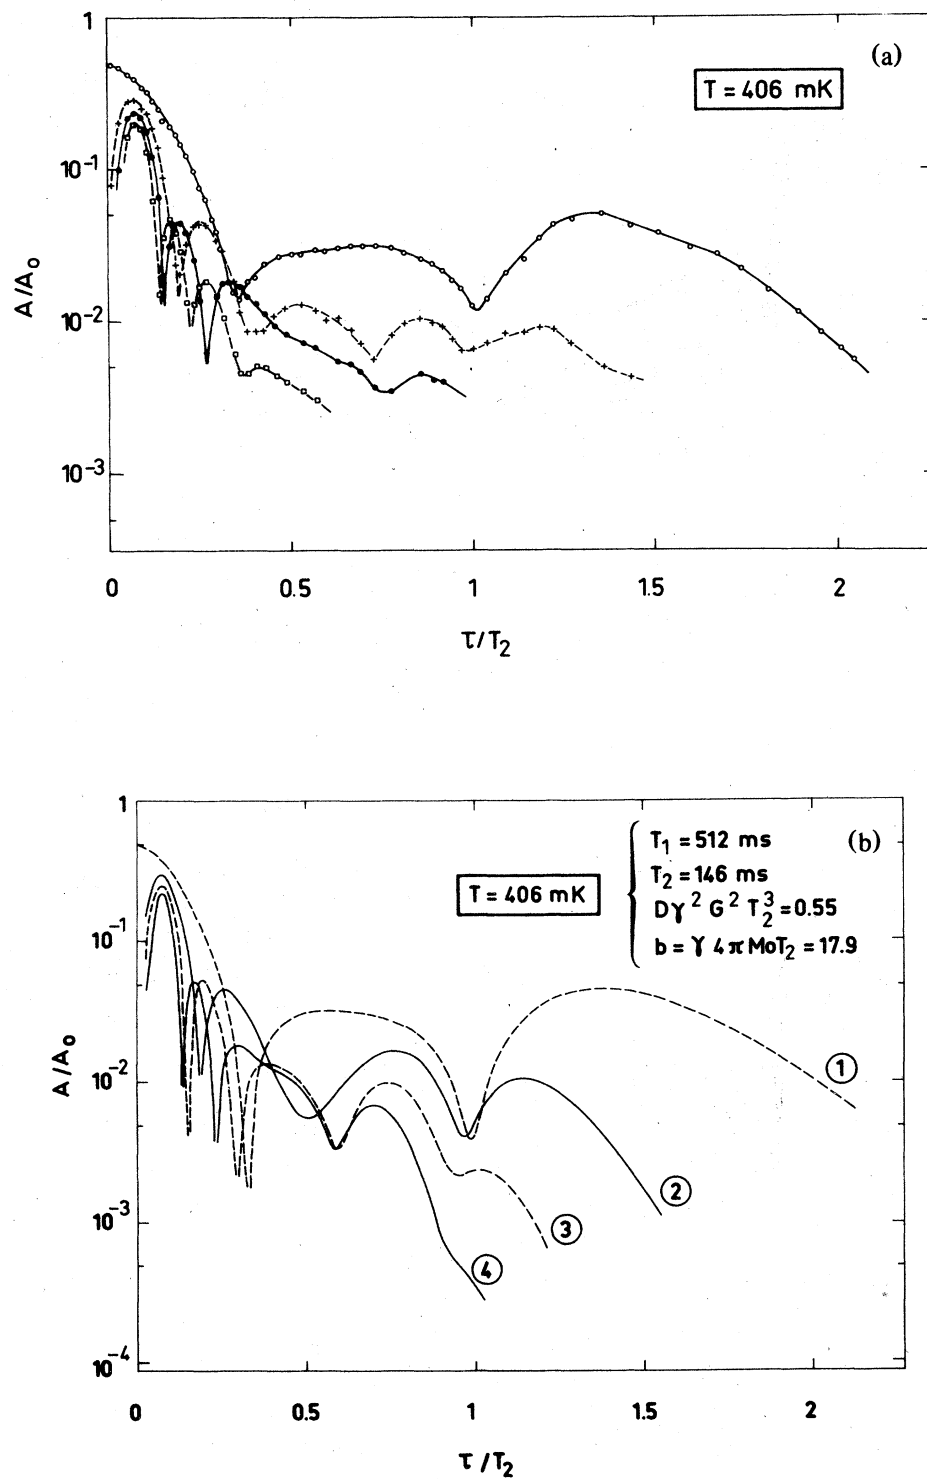 1
(a)
T = 406 mK
10⁻¹
A/A₀
10⁻²
10⁻³
0 0.5 1 1.5 2
τ/T₂
1
T₁ = 512 ms
(b)
T₂ = 146 ms
T = 406 mK
Dγ² G² T₂³ = 0.55
b = γ 4 π MoT₂ = 17.9
10⁻¹
A/A₀
10⁻²
1
2
10⁻³
3
4
10⁻⁴
0 0.5 1 1.5 2
τ/T₂